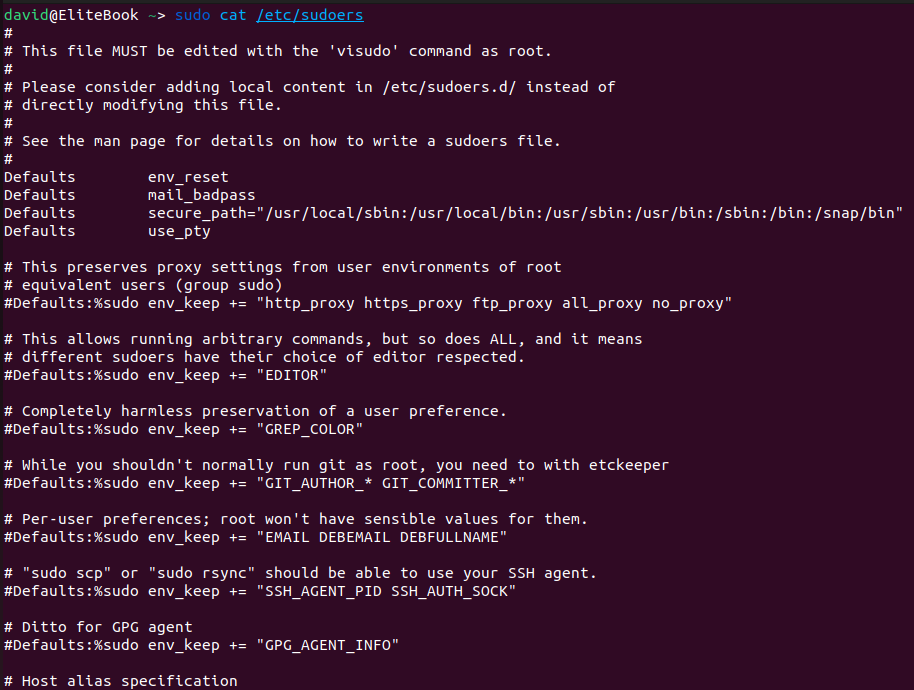 david@EliteBook ~> sudo cat /etc/sudoers
#
# This file MUST be edited with the 'visudo' command as root.
#
# Please consider adding local content in /etc/sudoers.d/ instead of
# directly modifying this file.
#
# See the man page for details on how to write a sudoers file.
#
Defaults        env_reset
Defaults        mail_badpass
Defaults        secure_path="/usr/local/sbin:/usr/local/bin:/usr/sbin:/usr/bin:/sbin:/bin:/snap/bin"
Defaults        use_pty

# This preserves proxy settings from user environments of root
# equivalent users (group sudo)
#Defaults:%sudo env_keep += "http_proxy https_proxy ftp_proxy all_proxy no_proxy"

# This allows running arbitrary commands, but so does ALL, and it means
# different sudoers have their choice of editor respected.
#Defaults:%sudo env_keep += "EDITOR"

# Completely harmless preservation of a user preference.
#Defaults:%sudo env_keep += "GREP_COLOR"

# While you shouldn't normally run git as root, you need to with etckeeper
#Defaults:%sudo env_keep += "GIT_AUTHOR_* GIT_COMMITTER_*"

# Per-user preferences; root won't have sensible values for them.
#Defaults:%sudo env_keep += "EMAIL DEBEMAIL DEBFULLNAME"

# "sudo scp" or "sudo rsync" should be able to use your SSH agent.
#Defaults:%sudo env_keep += "SSH_AGENT_PID SSH_AUTH_SOCK"

# Ditto for GPG agent
#Defaults:%sudo env_keep += "GPG_AGENT_INFO"

# Host alias specification